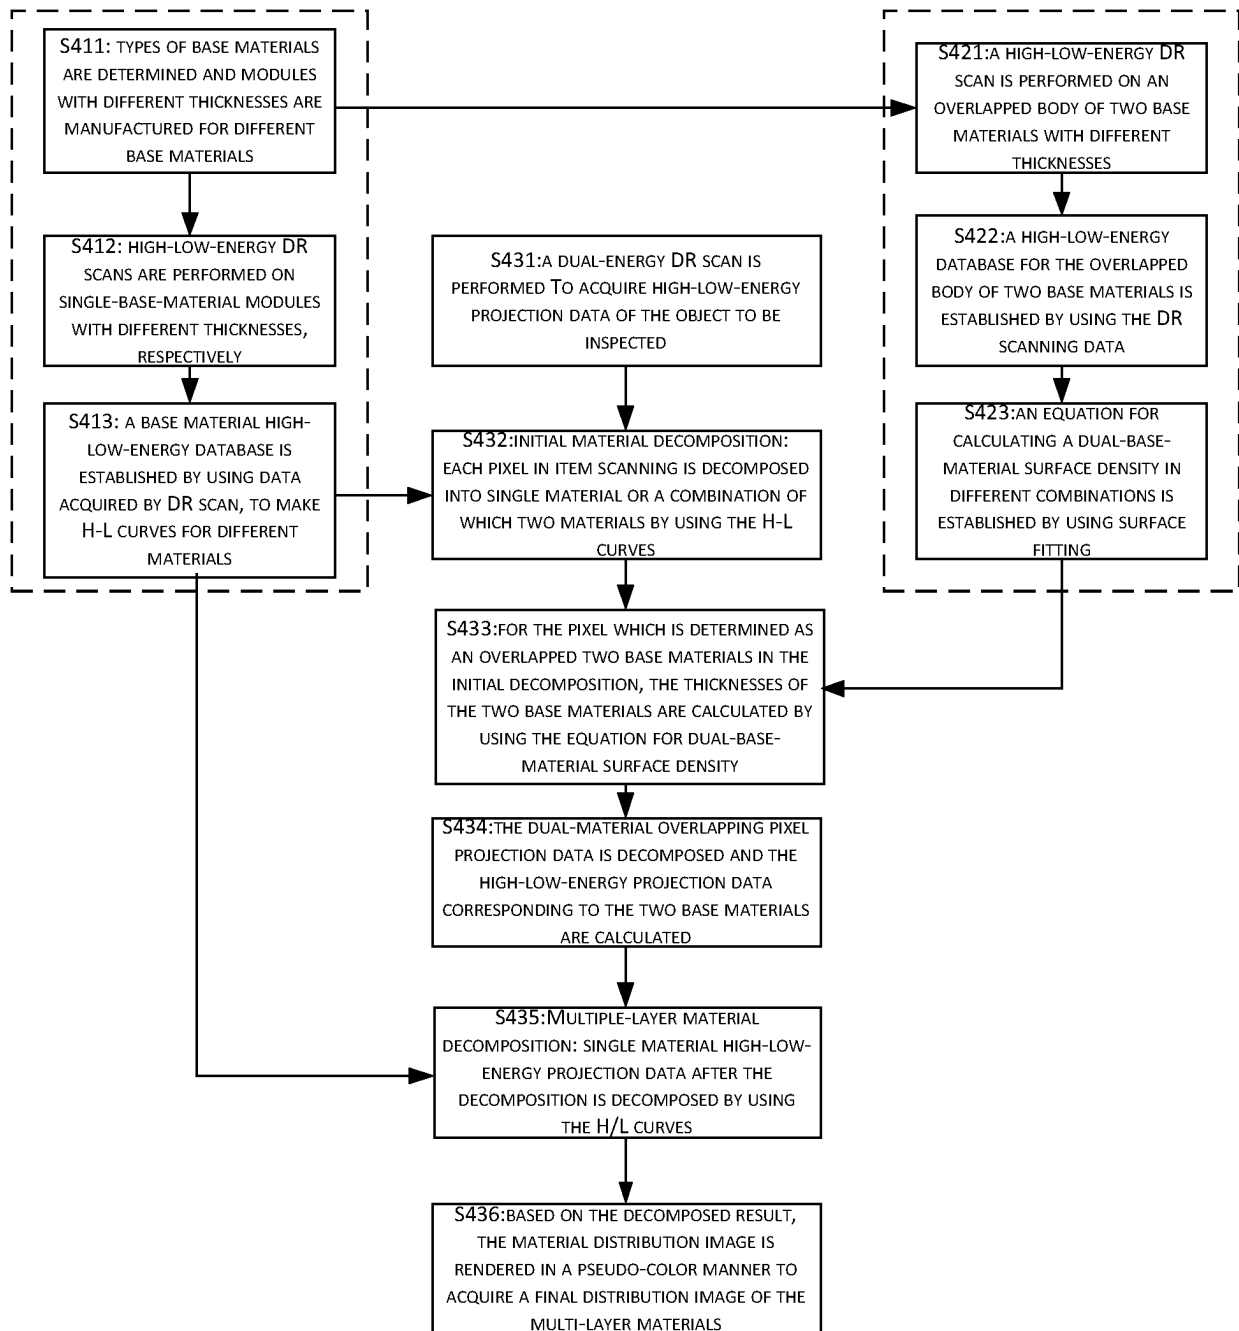 S411: TYPES OF BASE MATERIALS
ARE DETERMINED AND MODULES
WITH DIFFERENT THICKNESSES ARE
MANUFACTURED FOR DIFFERENT
BASE MATERIALS
S412: HIGH-LOW-ENERGY DR
SCANS ARE PERFORMED ON
SINGLE-BASE-MATERIAL MODULES
WITH DIFFERENT THICKNESSES,
RESPECTIVELY
S413: A BASE MATERIAL HIGH-
LOW-ENERGY DATABASE IS
ESTABLISHED BY USING DATA
ACQUIRED BY DR SCAN, TO MAKE
H-L CURVES FOR DIFFERENT
MATERIALS
S421:A HIGH-LOW-ENERGY DR
SCAN IS PERFORMED ON AN
OVERLAPPED BODY OF TWO BASE
MATERIALS WITH DIFFERENT
THICKNESSES
S422:A HIGH-LOW-ENERGY
DATABASE FOR THE OVERLAPPED
BODY OF TWO BASE MATERIALS IS
ESTABLISHED BY USING THE DR
SCANNING DATA
S423:AN EQUATION FOR
CALCULATING A DUAL-BASE-
MATERIAL SURFACE DENSITY IN
DIFFERENT COMBINATIONS IS
ESTABLISHED BY USING SURFACE
FITTING
S431:A DUAL-ENERGY DR SCAN IS
PERFORMED TO ACQUIRE HIGH-LOW-ENERGY
PROJECTION DATA OF THE OBJECT TO BE
INSPECTED
S432:INITIAL MATERIAL DECOMPOSITION:
EACH PIXEL IN ITEM SCANNING IS DECOMPOSED
INTO SINGLE MATERIAL OR A COMBINATION OF
WHICH TWO MATERIALS BY USING THE H-L
CURVES
S433:FOR THE PIXEL WHICH IS DETERMINED AS
AN OVERLAPPED TWO BASE MATERIALS IN THE
INITIAL DECOMPOSITION, THE THICKNESSES OF
THE TWO BASE MATERIALS ARE CALCULATED BY
USING THE EQUATION FOR DUAL-BASE-
MATERIAL SURFACE DENSITY
S434:THE DUAL-MATERIAL OVERLAPPING PIXEL
PROJECTION DATA IS DECOMPOSED AND THE
HIGH-LOW-ENERGY PROJECTION DATA
CORRESPONDING TO THE TWO BASE MATERIALS
ARE CALCULATED
S435:MULTIPLE-LAYER MATERIAL
DECOMPOSITION: SINGLE MATERIAL HIGH-LOW-
ENERGY PROJECTION DATA AFTER THE
DECOMPOSITION IS DECOMPOSED BY USING
THE H/L CURVES
S436:BASED ON THE DECOMPOSED RESULT,
THE MATERIAL DISTRIBUTION IMAGE IS
RENDERED IN A PSEUDO-COLOR MANNER TO
ACQUIRE A FINAL DISTRIBUTION IMAGE OF THE
MULTI-LAYER MATERIALS